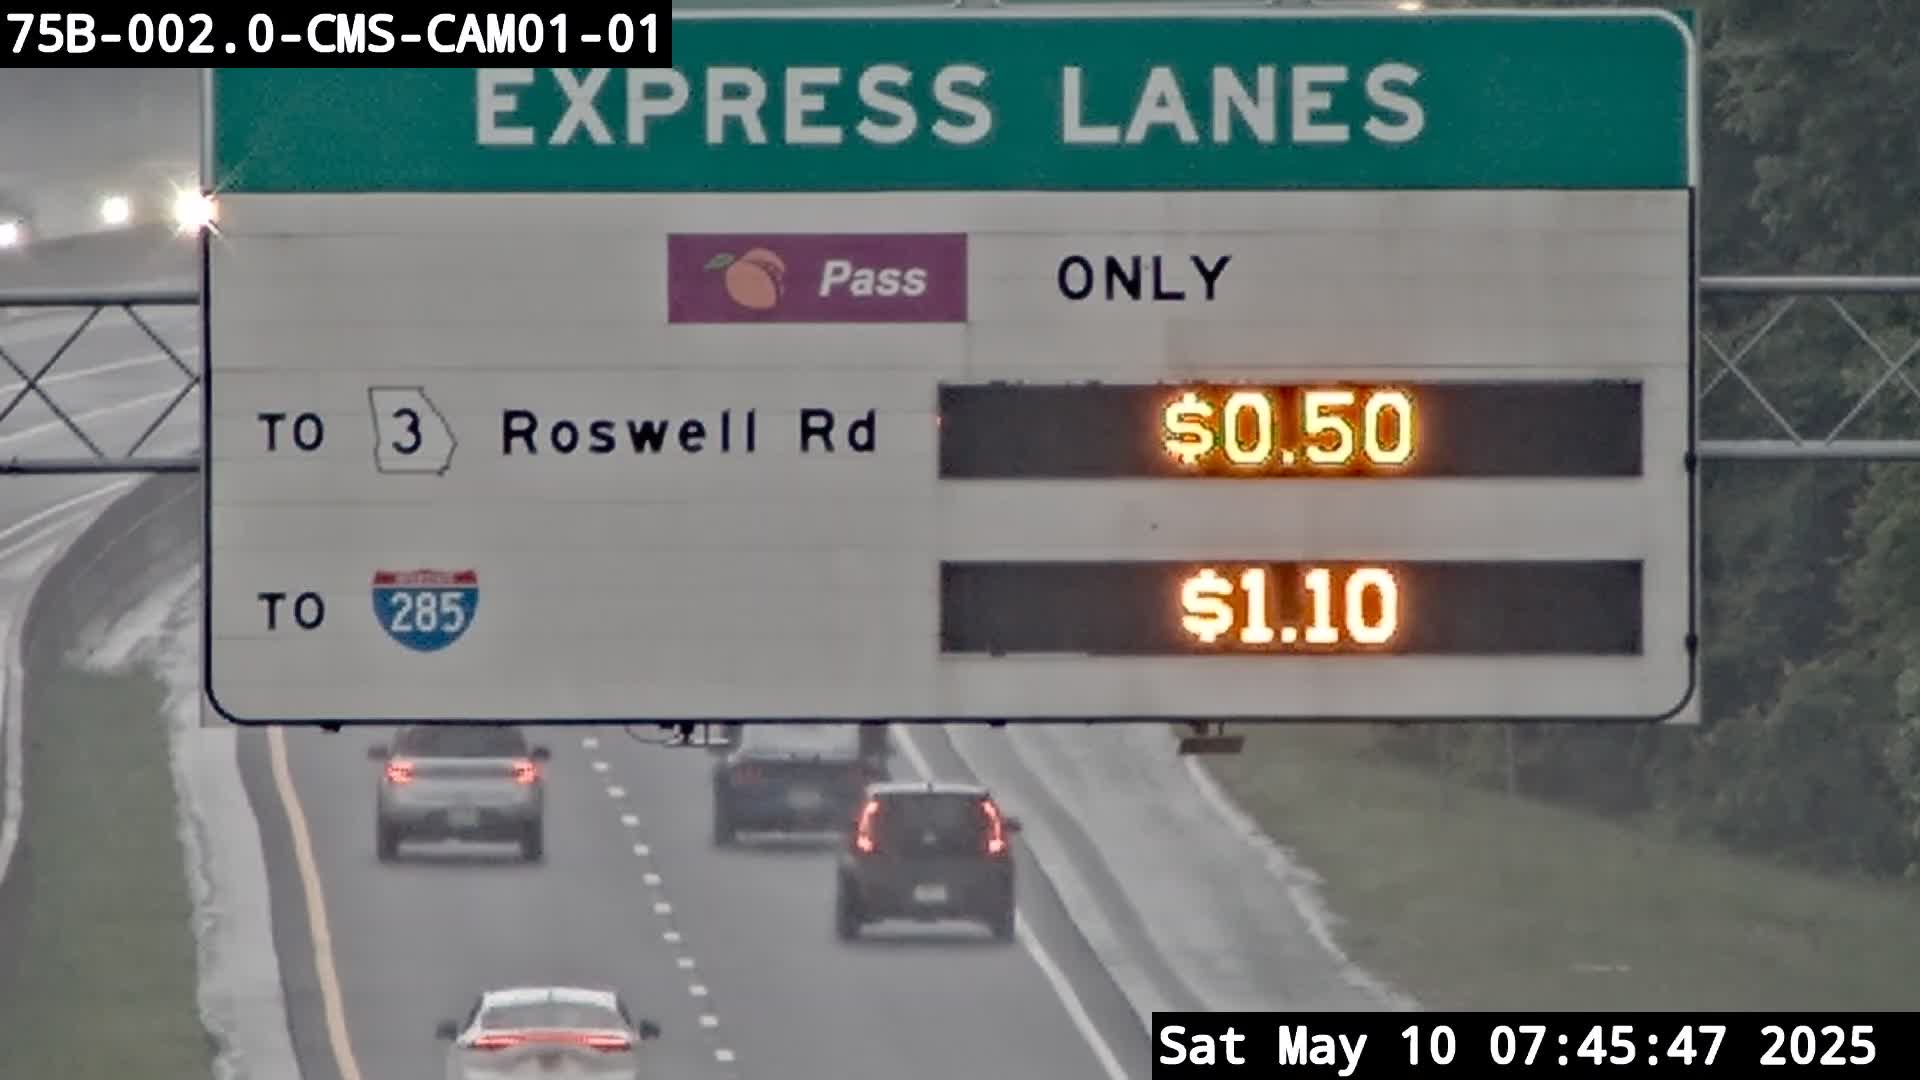 75B-002.0-CMS-CAM01-01
EXPRESS LANES
Pass ONLY
TO 3 Roswell Rd $0.50
TO 285 $1.10
Sat May 10 07:45:47 2025